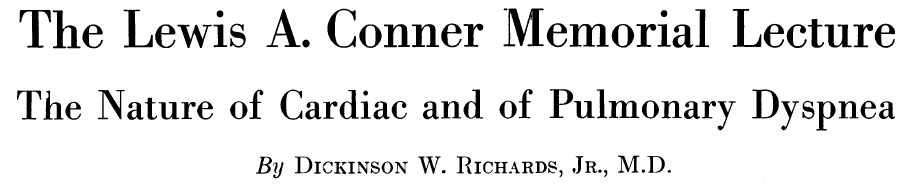 The Lewis A. Conner Memorial Lecture
The Nature of Cardiac and of Pulmonary Dyspnea
By Dickinson W. Richards, Jr., M.D.